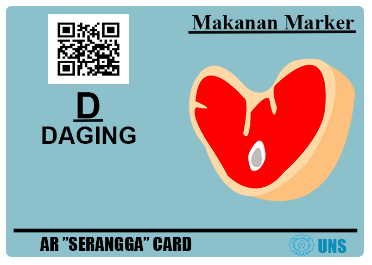 Makanan Marker
D
DAGING
AR "SERANGGA" CARD
UNS